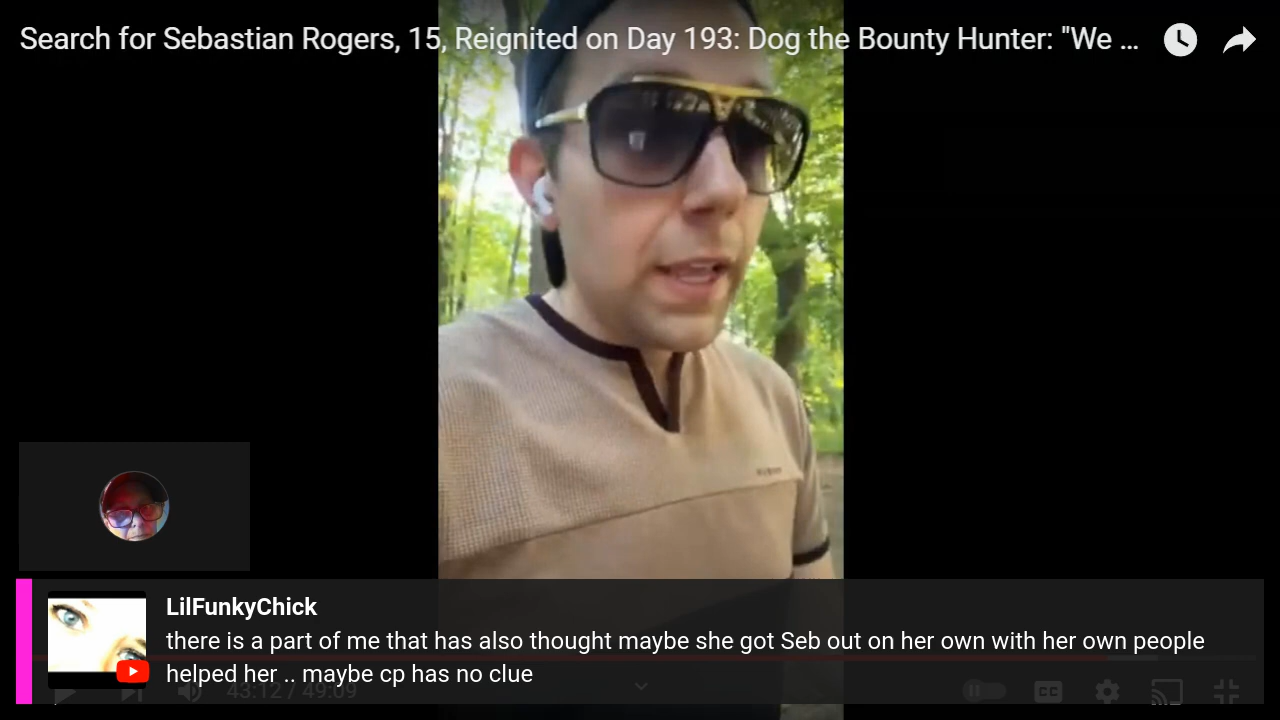 Search for Sebastian Rogers, 15, Reignited on Day 193: Dog the Bounty Hunter: "We ...
LilFunkyChick
there is a part of me that has also thought maybe she got Seb out on her own with her own people
helped her .. maybe cp has no clue
43:12 / 49:09
CC